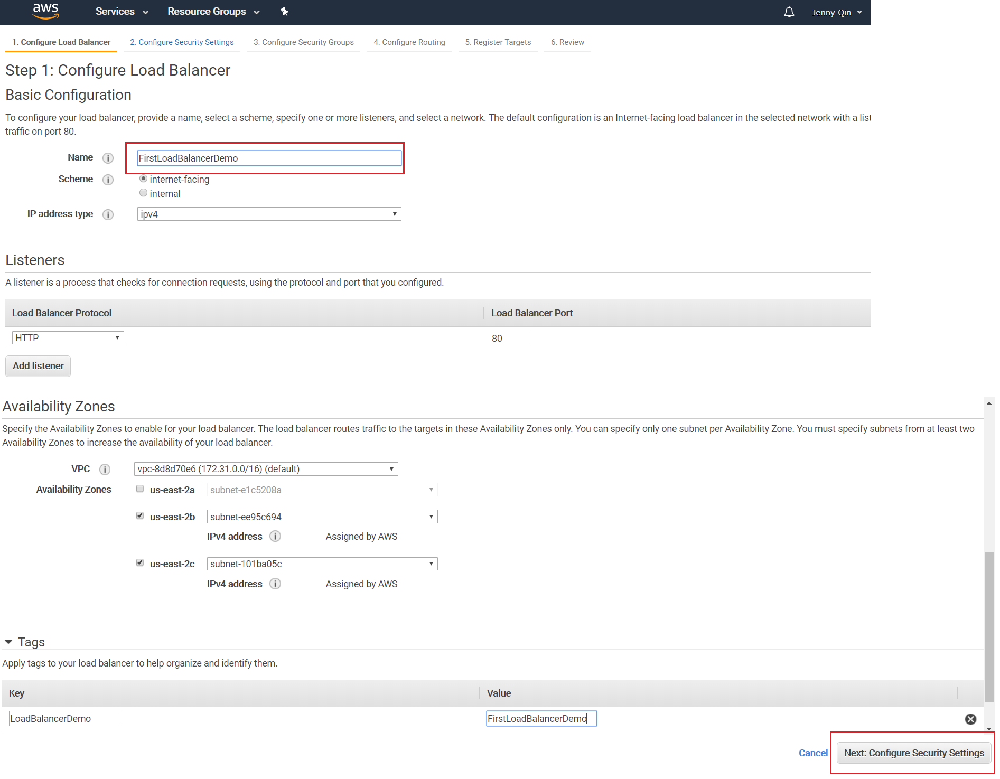 aws Services Resource Groups Jenny Qin
1. Configure Load Balancer 2. Configure Security Settings 3. Configure Security Groups 4. Configure Routing 5. Register Targets 6. Review
Step 1: Configure Load Balancer
Basic Configuration
To configure your load balancer, provide a name, select a scheme, specify one or more listeners, and select a network. The default configuration is an Internet-facing load balancer in the selected network with a list
traffic on port 80.
Name FirstLoadBalancerDemo
Scheme internet-facing
internal
IP address type ipv4
Listeners
A listener is a process that checks for connection requests, using the protocol and port that you configured.
Load Balancer Protocol Load Balancer Port
HTTP 80
Add listener
Availability Zones
Specify the Availability Zones to enable for your load balancer. The load balancer routes traffic to the targets in these Availability Zones only. You can specify only one subnet per Availability Zone. You must specify subnets from at least two
Availability Zones to increase the availability of your load balancer.
VPC vpc-8d8d70e6 (172.31.0.0/16) (default)
Availability Zones us-east-2a subnet-e1c5208a
us-east-2b subnet-ee95c694
IPv4 address Assigned by AWS
us-east-2c subnet-101ba05c
IPv4 address Assigned by AWS
Tags
Apply tags to your load balancer to help organize and identify them.
Key Value
LoadBalancerDemo FirstLoadBalancerDemo
Cancel Next: Configure Security Settings